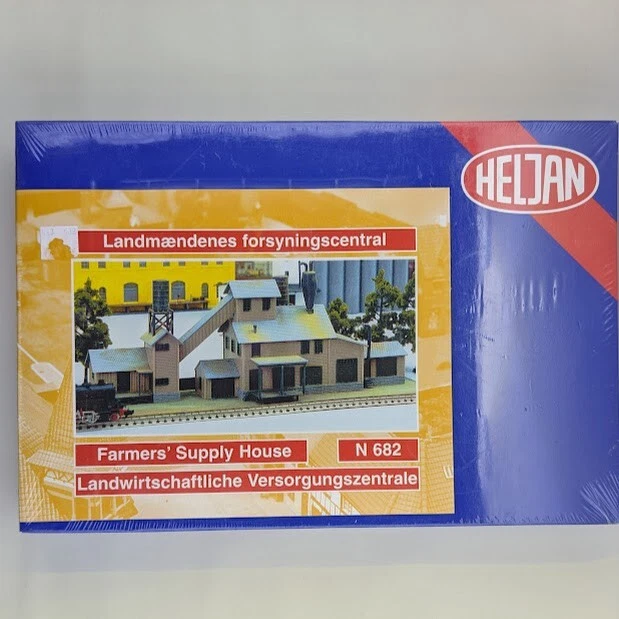 HELJAN
Landmændenes forsyningscentral
Farmers' Supply House
N 682
Landwirtschaftliche Versorgungszentrale